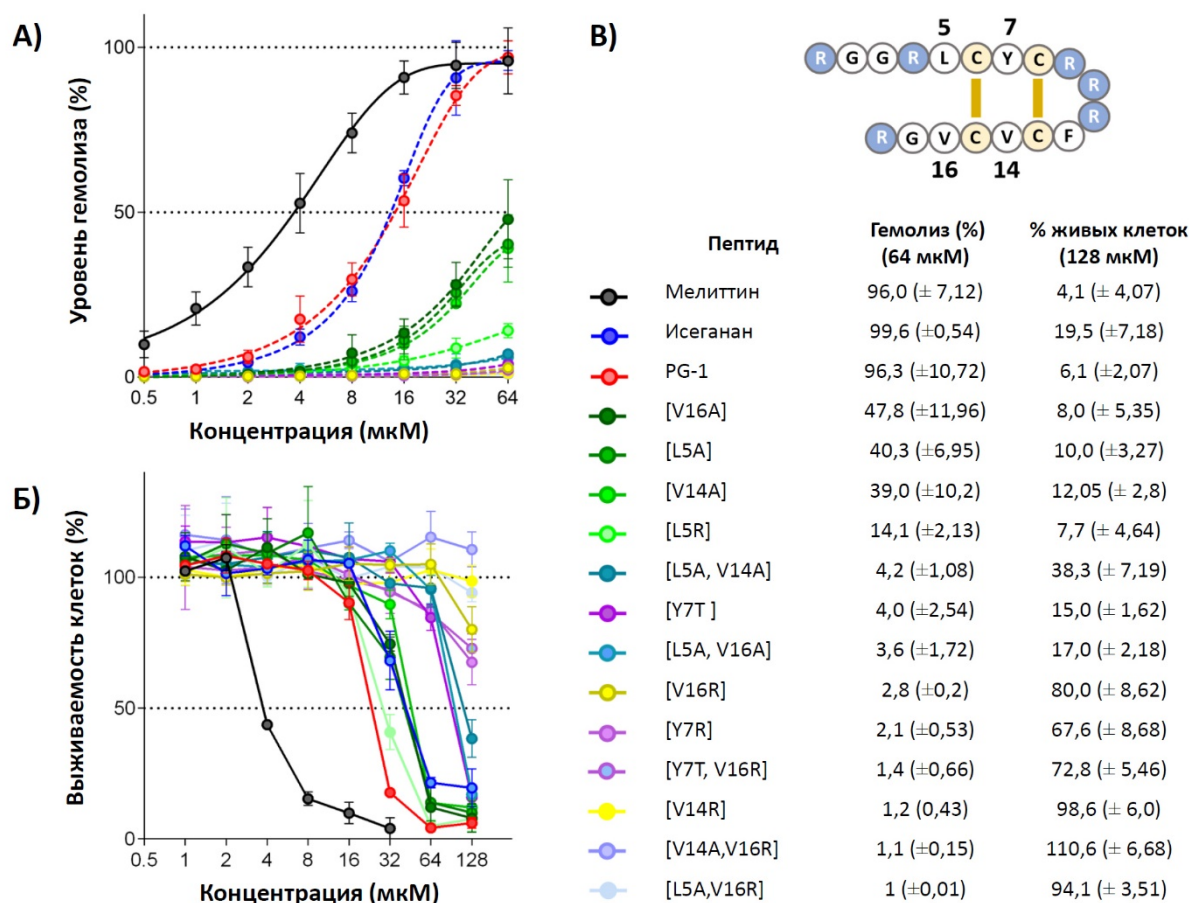 А)
Уровень гемолиза (%)
100
50
0
0.5 1 2 4 8 16 32 64
Концентрация (мкМ)
Б)
Выживаемость клеток (%)
100
50
0
0.5 1 2 4 8 16 32 64 128
Концентрация (мкМ)
В)
5 7
R G G R L C Y C R
R
R
R G V C V C F
16 14
Пептид Гемолиз (%) % живых клеток
(64 мкМ) (128 мкМ)
Мелиттин 96,0 (± 7,12) 4,1 (± 4,07)
Исеганан 99,6 (±0,54) 19,5 (±7,18)
PG-1 96,3 (±10,72) 6,1 (±2,07)
[V16A) 47,8 (±11,96) 8,0 (± 5,35)
[L5A] 40,3 (±6,95) 10,0 (±3,27)
[V14A] 39,0 (±10,2) 12,05 (± 2,8)
[L5R] 14,1 (±2,13) 7,7 (± 4,64)
[L5A, V14A] 4,2 (±1,08) 38,3 (± 7,19)
[Y7T ] 4,0 (±2,54) 15,0 (± 1,62)
[L5A, V16A] 3,6 (±1,72) 17,0 (± 2,18)
[V16R] 2,8 (±0,2) 80,0 (± 8,62)
[Y7R] 2,1 (±0,53) 67,6 (± 8,68)
[Y7T, V16R] 1,4 (±0,66) 72,8 (± 5,46)
[V14R] 1,2 (0,43) 98,6 (± 6,0)
[V14A,V16R] 1,1 (±0,15) 110,6 (± 6,68)
[L5A,V16R] 1 (±0,01) 94,1 (± 3,51)